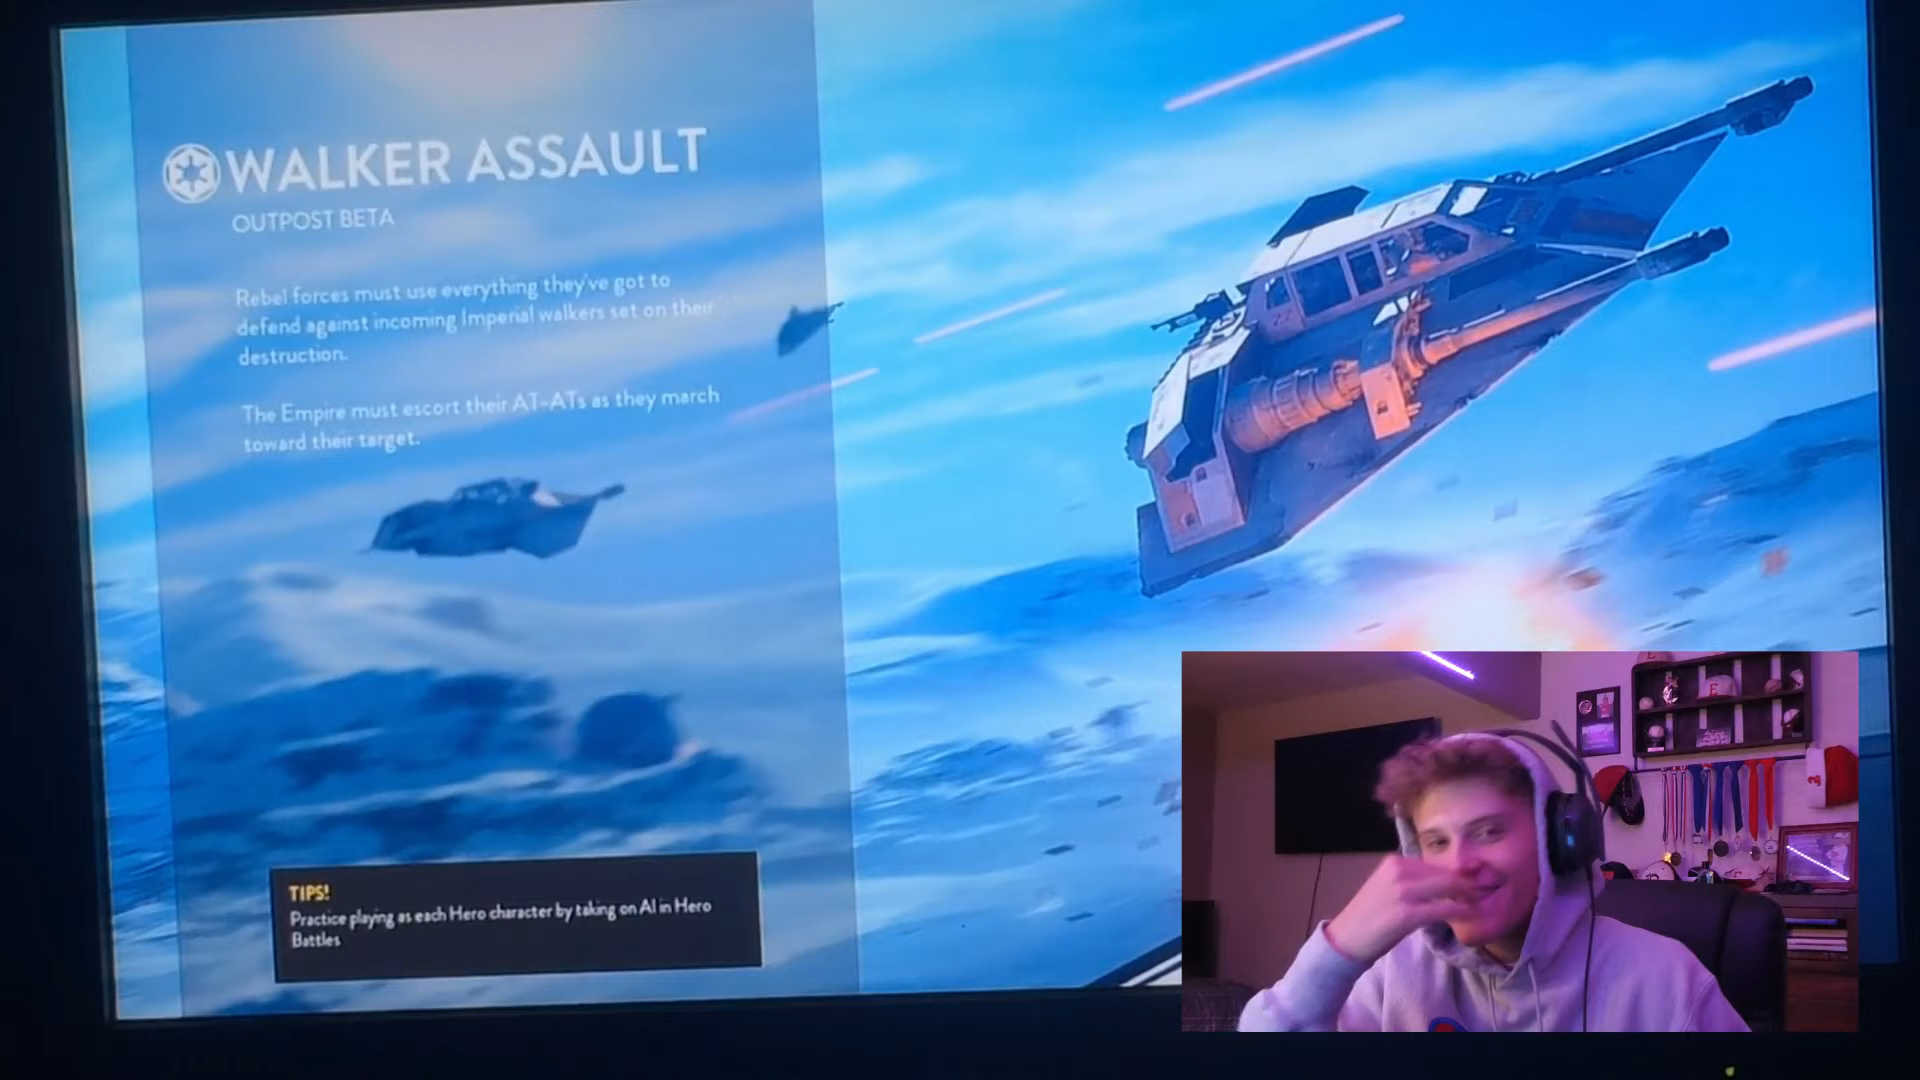 WALKER ASSAULT
OUTPOST BETA
Rebel forces must use everything they've got to
defend against incoming Imperial walkers set on their
destruction.
The Empire must escort their AT-ATs as they march
toward their target.
TIPS!
Practice playing as each Hero character by taking on AI in Hero
Battles